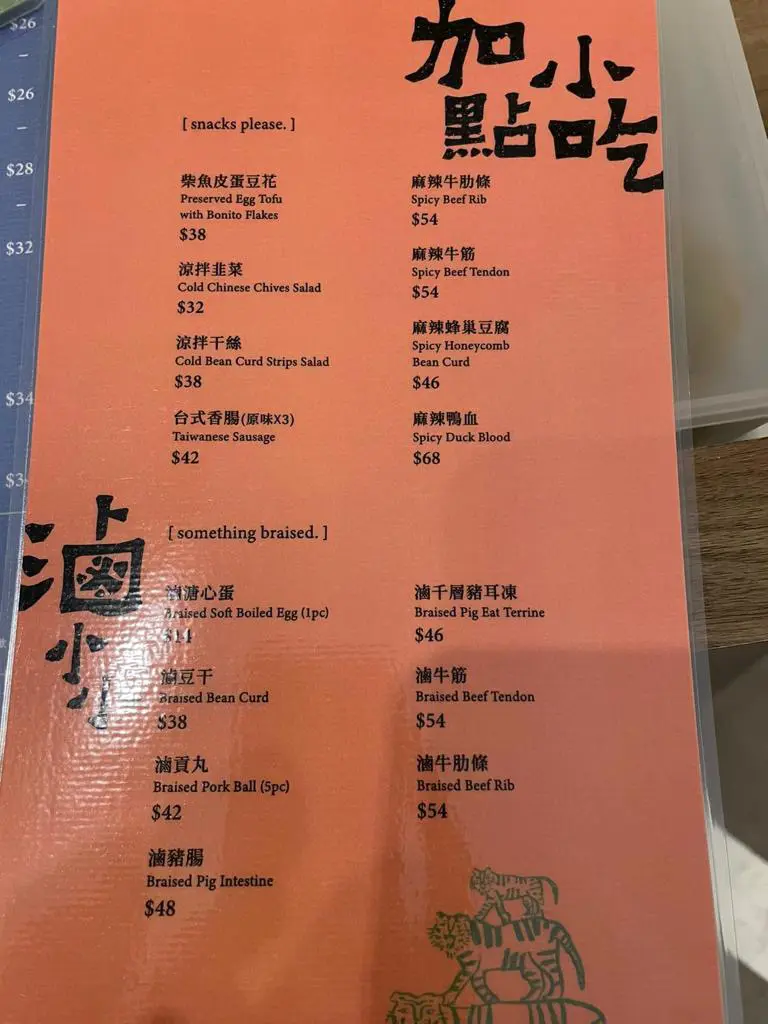 加點小吃
[ snacks please. ]
柴魚皮蛋豆花
Preserved Egg Tofu
with Bonito Flakes
$38
涼拌韭菜
Cold Chinese Chives Salad
$32
涼拌干絲
Cold Bean Curd Strips Salad
$38
台式香腸(原味X3)
Taiwanese Sausage
$42
麻辣牛肋條
Spicy Beef Rib
$54
麻辣牛筋
Spicy Beef Tendon
$54
麻辣蜂巢豆腐
Spicy Honeycomb
Bean Curd
$46
麻辣鴨血
Spicy Duck Blood
$68
滷小小
[ something braised. ]
滷溏心蛋
Braised Soft Boiled Egg (1pc)
$14
滷豆干
Braised Bean Curd
$38
滷貢丸
Braised Pork Ball (5pc)
$42
滷豬腸
Braised Pig Intestine
$48
滷千層豬耳凍
Braised Pig Eat Terrine
$46
滷牛筋
Braised Beef Tendon
$54
滷牛肋條
Braised Beef Rib
$54
$26
–
$26
–
$28
–
$32
$34